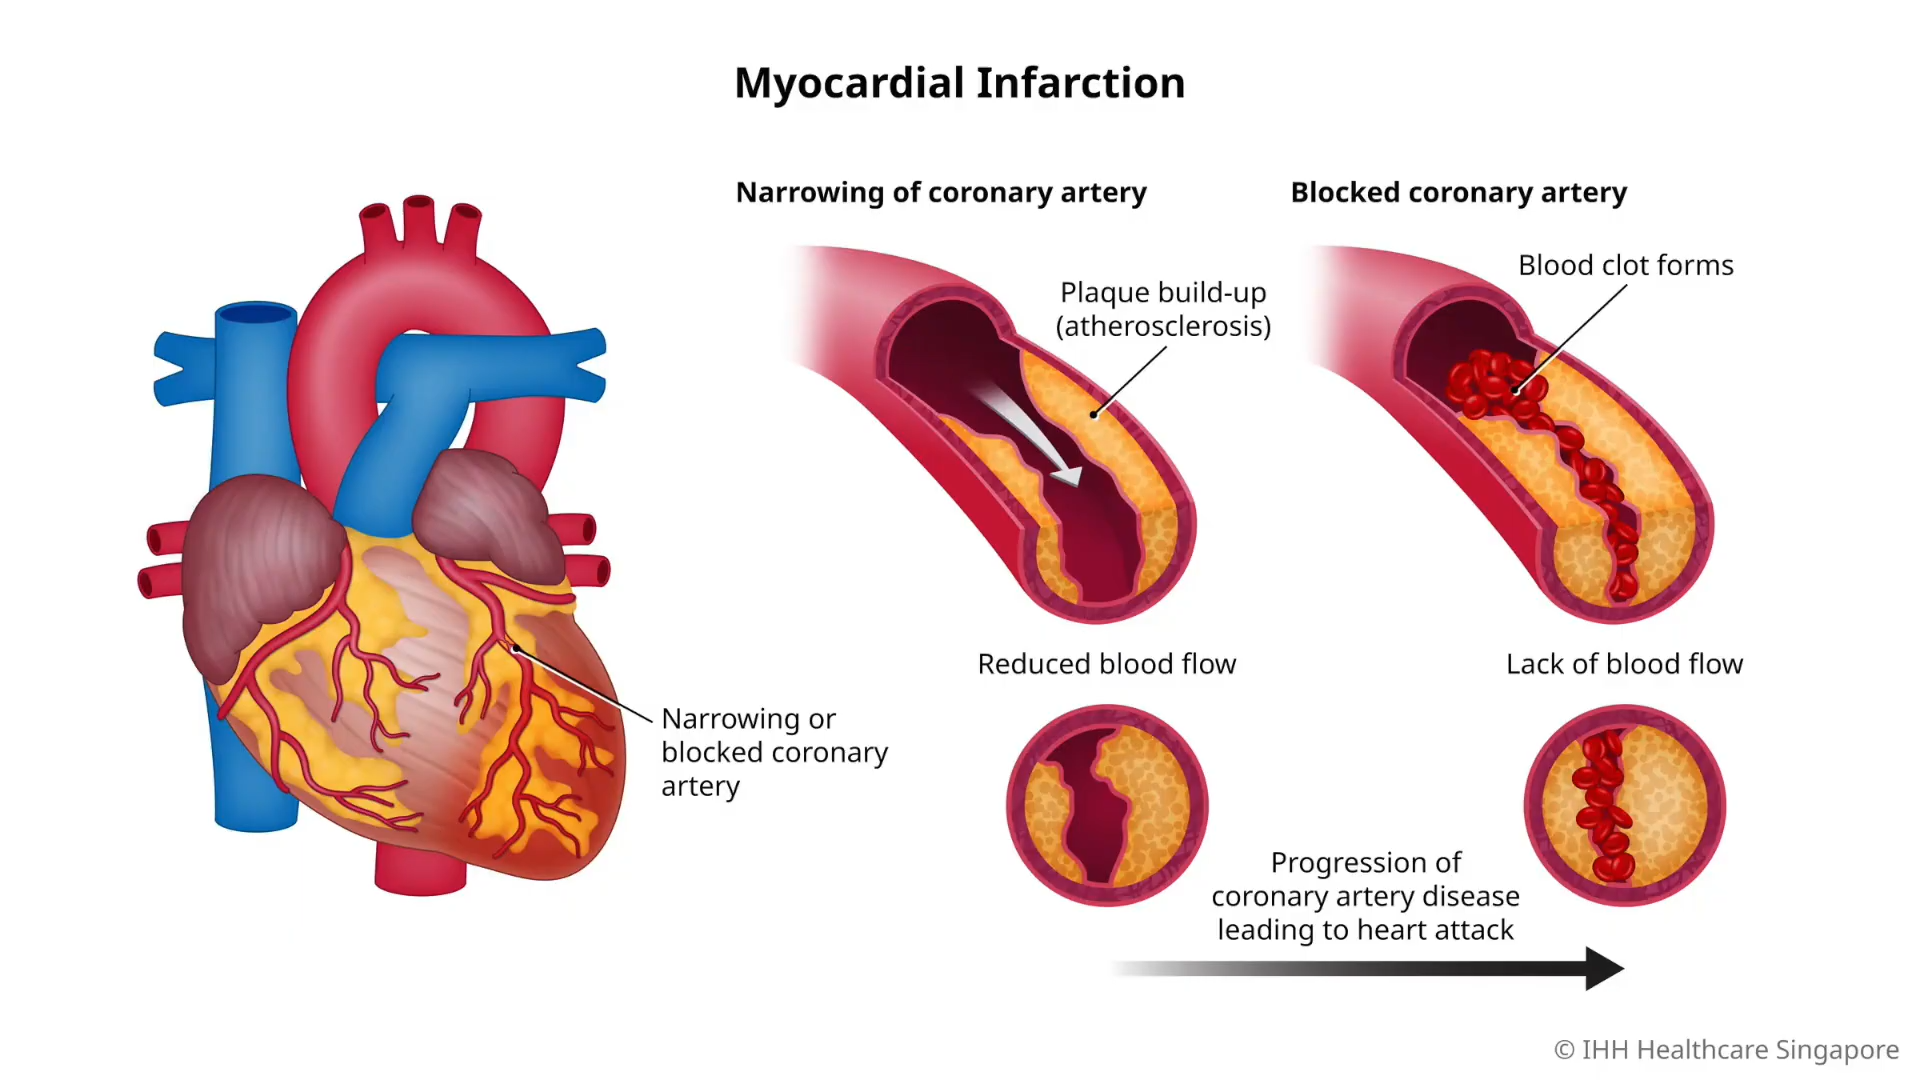 Myocardial Infarction
Narrowing of coronary artery
Blocked coronary artery
Plaque build-up
(atherosclerosis)
Blood clot forms
Reduced blood flow
Lack of blood flow
Narrowing or
blocked coronary
artery
Progression of
coronary artery disease
leading to heart attack
© IHH Healthcare Singapore